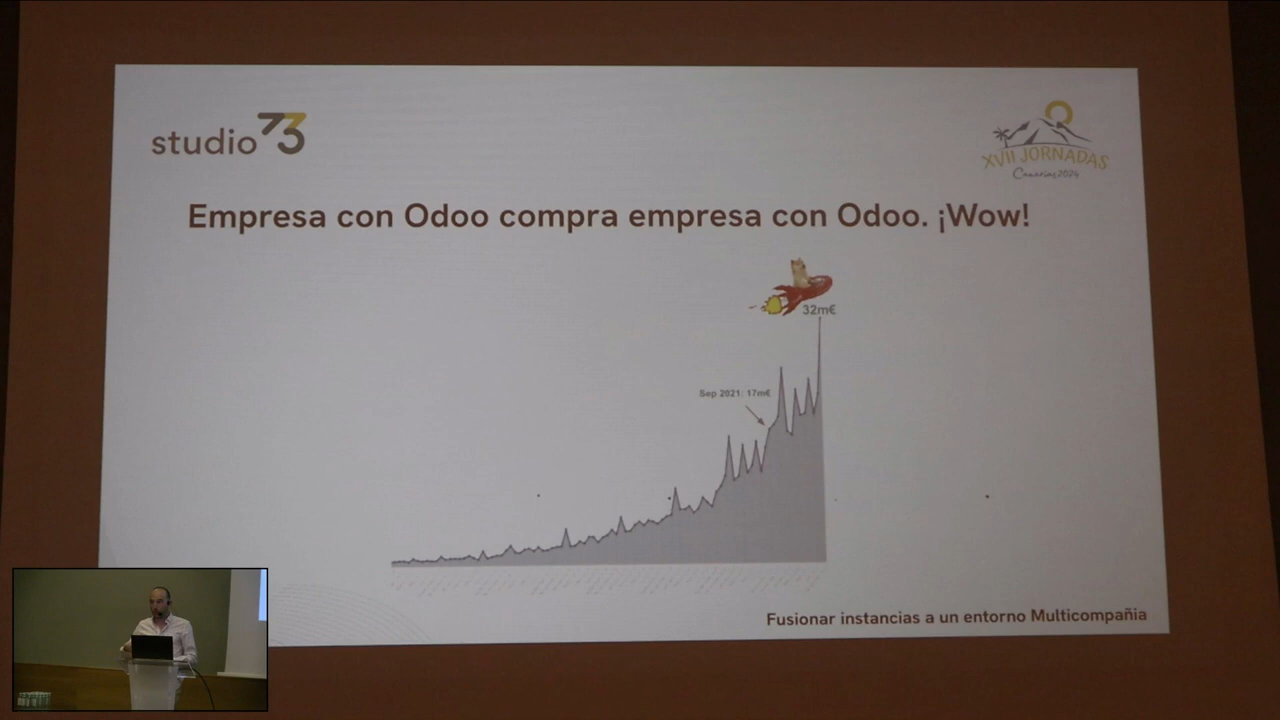 studio73
XVII JORNADAS
Canarias2024
Empresa con Odoo compra empresa con Odoo. ¡Wow!
32m€
Sep 2021: 17m€
Fusionar instancias a un entorno Multicompañia